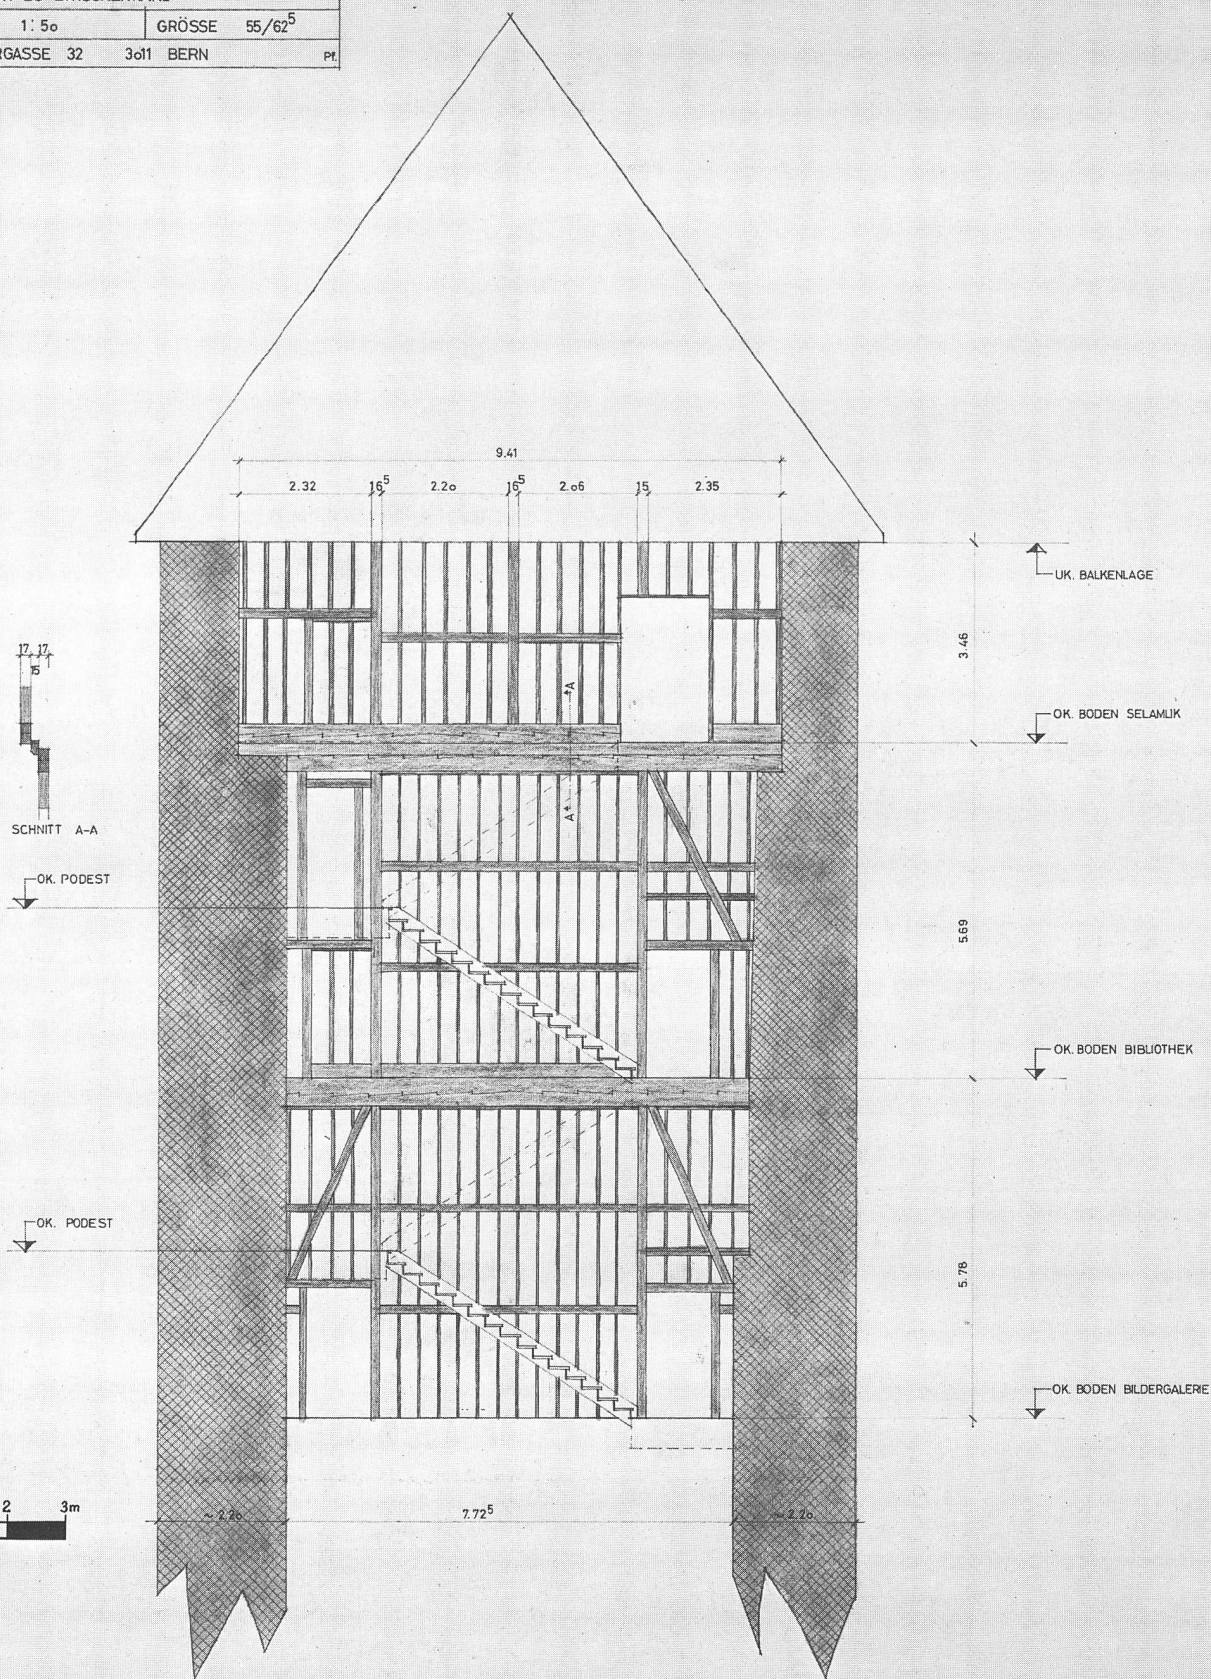 1:5o GRÖSSE 55/62⁵
RGASSE 32 3o11 BERN Pf.
9.41
2.32 16⁵ 2.2o 16⁵ 2.o6 15 2.35
UK. BALKENLAGE
3.46
17 17
15
OK. BODEN SELAMLIK
A
A
SCHNITT A-A
OK. PODEST
5.69
OK. BODEN BIBLIOTHEK
OK. PODEST
5.78
OK. BODEN BILDERGALERIE
2 3m
~ 2.2o 7.72⁵ ~ 2.2o